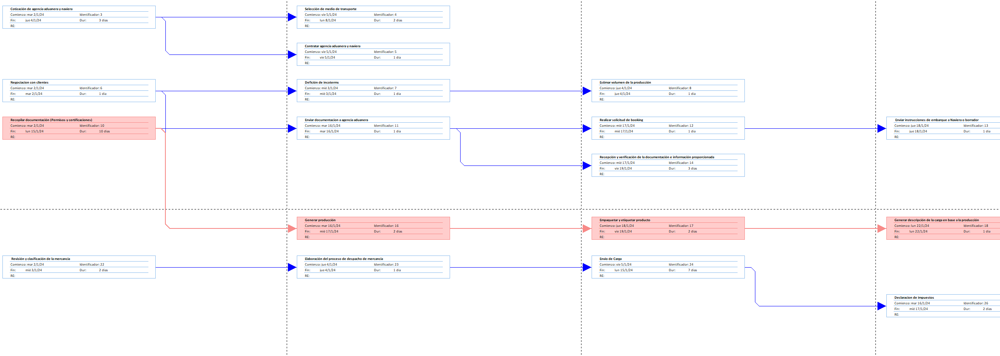 Cotización de agencia aduanera y naviera
Comienzo: mar 2/1/24 Identificador: 3
Fin: jue 4/1/24 Dur: 3 días
RE:
Selección de medio de transporte
Comienzo: vie 5/1/24 Identificador: 4
Fin: lun 8/1/24 Dur: 2 días
RE:
Contratar agencia aduanera y naviera
Comienzo: vie 5/1/24 Identificador: 5
Fin: vie 5/1/24 Dur: 1 día
RE:
Negociacion con clientes
Comienzo: mar 2/1/24 Identificador: 6
Fin: mar 2/1/24 Dur: 1 día
RE:
Defición de incoterms
Comienzo: mié 3/1/24 Identificador: 7
Fin: mié 3/1/24 Dur: 1 día
RE:
Estimar volumen de la producción
Comienzo: jue 4/1/24 Identificador: 8
Fin: jue 4/1/24 Dur: 1 día
RE:
Recopilar documentación (Permisos y certificaciones)
Comienzo: mar 2/1/24 Identificador: 10
Fin: lun 15/1/24 Dur: 10 días
RE:
Enviar documentacion a agencia aduanera
Comienzo: mar 16/1/24 Identificador: 11
Fin: mar 16/1/24 Dur: 1 día
RE:
Realizar solicitud de booking
Comienzo: mié 17/1/24 Identificador: 12
Fin: mié 17/1/24 Dur: 1 día
RE:
Enviar instrucciones de embarque a Naviera o borrador
Comienzo: jue 18/1/24 Identificador: 13
Fin: jue 18/1/24 Dur: 1 día
RE:
Recepción y verificación de la documentación e información proporcionada
Comienzo: mié 17/1/24 Identificador: 14
Fin: vie 19/1/24 Dur: 3 días
RE:
Generar producción
Comienzo: mar 16/1/24 Identificador: 16
Fin: mié 17/1/24 Dur: 2 días
RE:
Empaquetar y etiquetar producto
Comienzo: jue 18/1/24 Identificador: 17
Fin: vie 19/1/24 Dur: 2 días
RE:
Generar descripción de la carga en base a la producción
Comienzo: lun 22/1/24 Identificador: 18
Fin: lun 22/1/24 Dur: 1 día
RE:
Revisión y clasificación de la mercancia
Comienzo: mar 2/1/24 Identificador: 22
Fin: mié 3/1/24 Dur: 2 días
RE:
Elaboración del proceso de despacho de mercancia
Comienzo: jue 4/1/24 Identificador: 23
Fin: jue 4/1/24 Dur: 1 día
RE:
Envio de Carga
Comienzo: vie 5/1/24 Identificador: 24
Fin: lun 15/1/24 Dur: 7 días
RE:
Declaracion de impuestos
Comienzo: mar 16/1/24 Identificador: 26
Fin: mié 17/1/24 Dur: 2 días
RE: